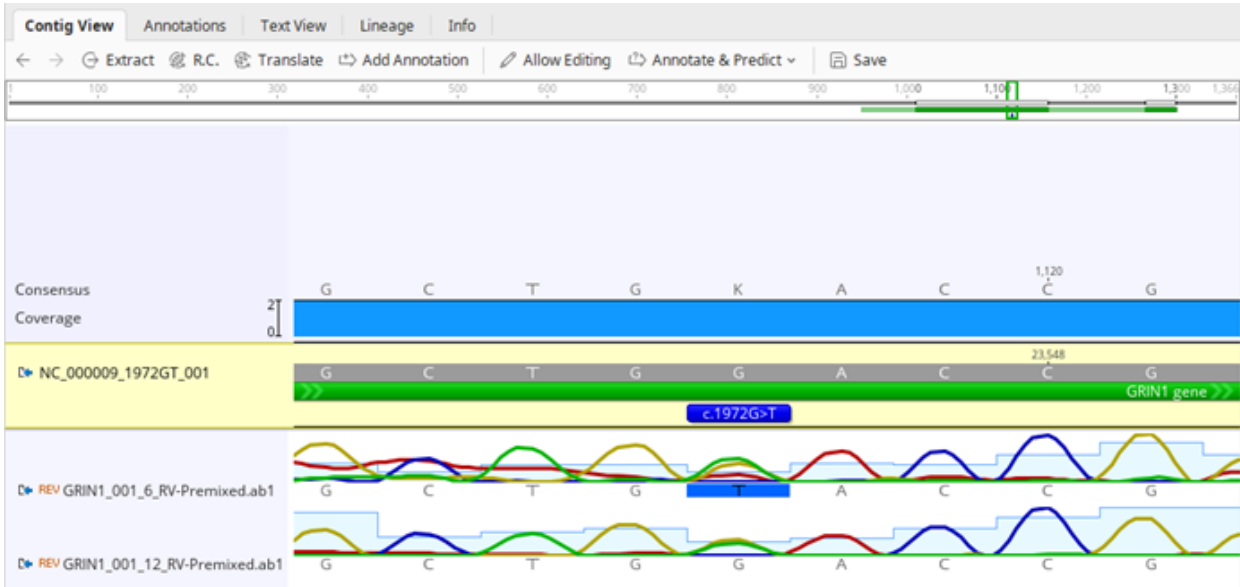 Contig View Annotations Text View Lineage Info
Extract R.C. Translate Add Annotation Allow Editing Annotate & Predict Save
1 100 200 300 400 500 600 700 800 900 1,000 1,100 1,200 1,300 1,366
1,120
Consensus G C T G K A C C G
2
Coverage
0
23,548
NC_000009_1972GT_001 G C T G G A C C G
GRIN1 gene
c.1972G>T
REV GRIN1_001_6_RV-Premixed.ab1 G C T G T A C C G
REV GRIN1_001_12_RV-Premixed.ab1 G C T G G A C C G